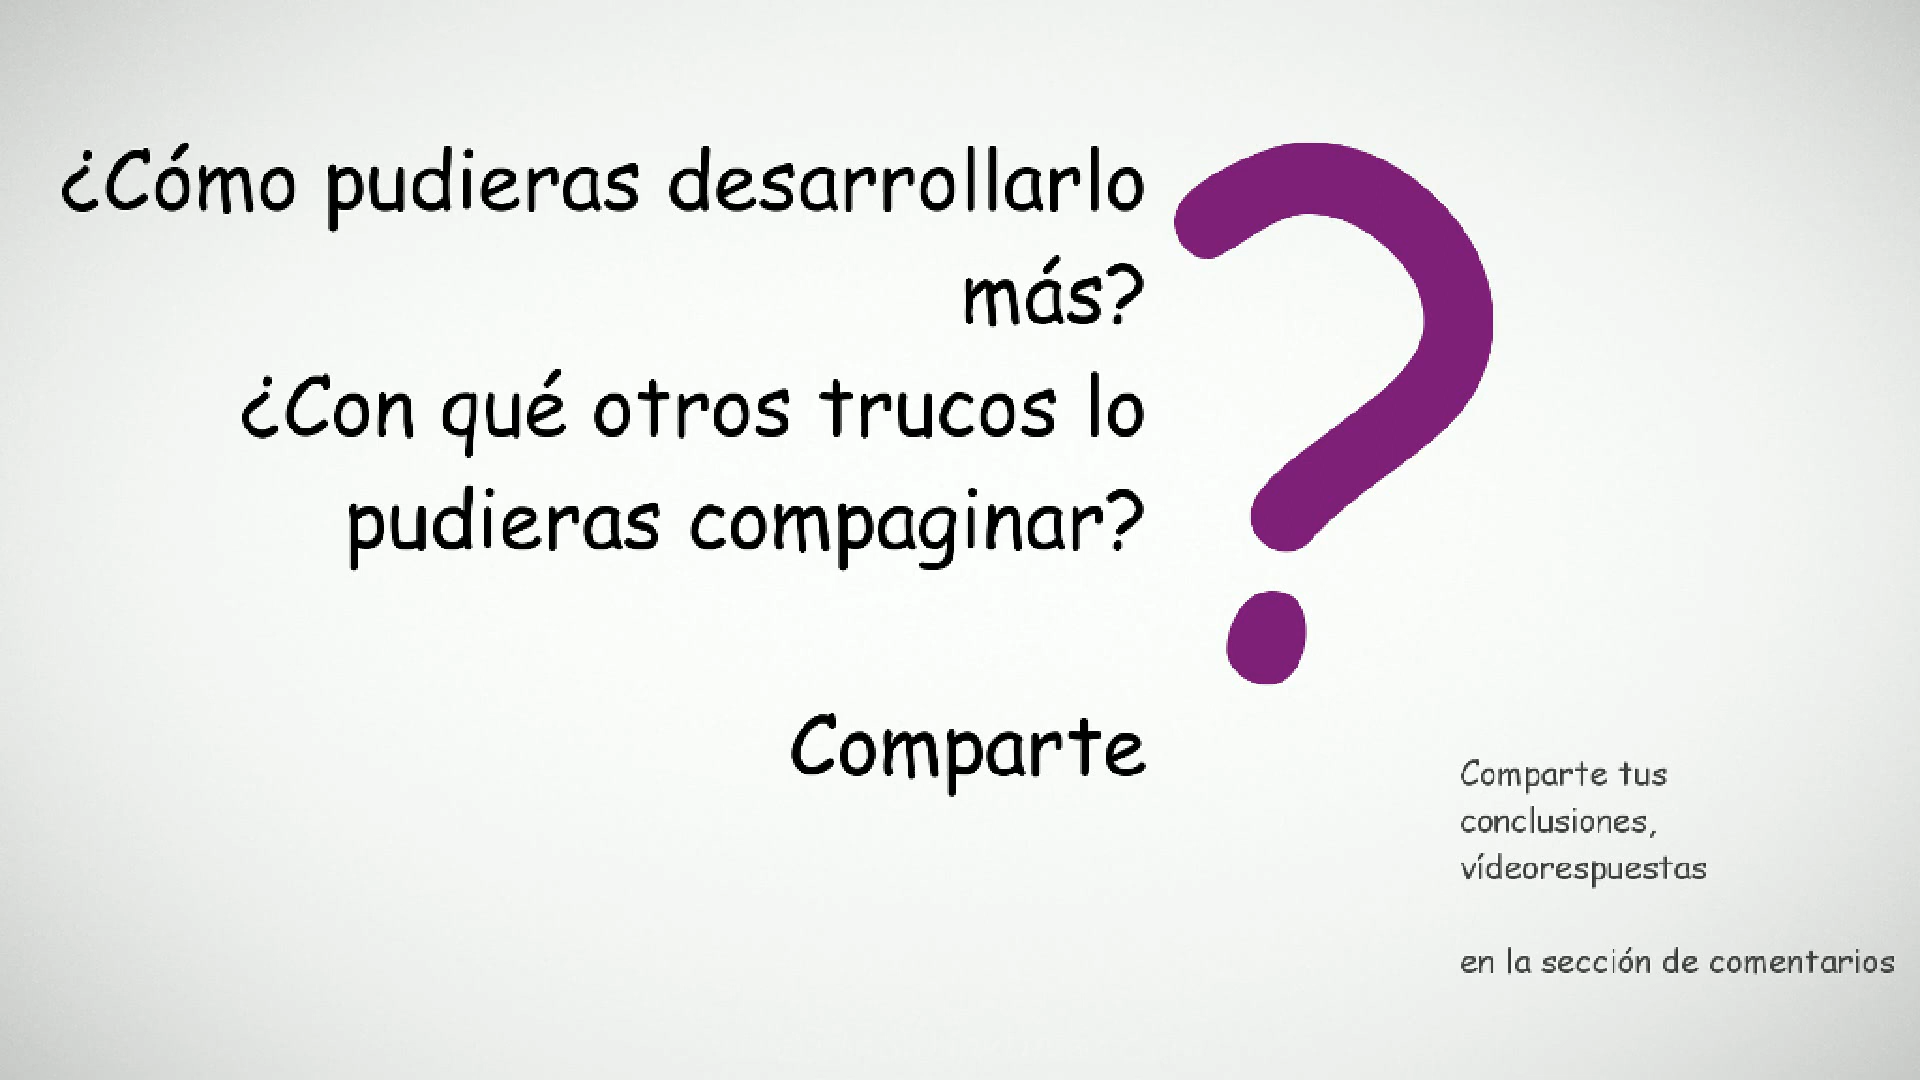 ¿Cómo pudieras desarrollarlo
más?
¿Con qué otros trucos lo
pudieras compaginar?
Comparte
?
Comparte tus
conclusiones,
vídeorespuestas
en la sección de comentarios